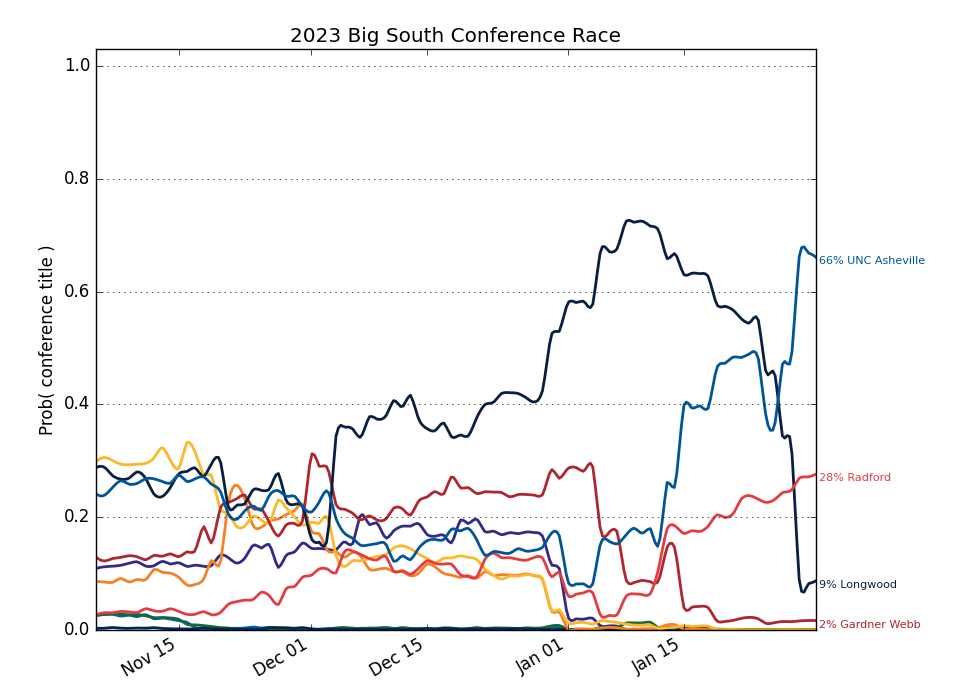 2023 Big South Conference Race
Prob( conference title )
1.0
0.8
0.6
0.4
0.2
0.0
Nov 15
Dec 01
Dec 15
Jan 01
Jan 15
66% UNC Asheville
28% Radford
9% Longwood
2% Gardner Webb